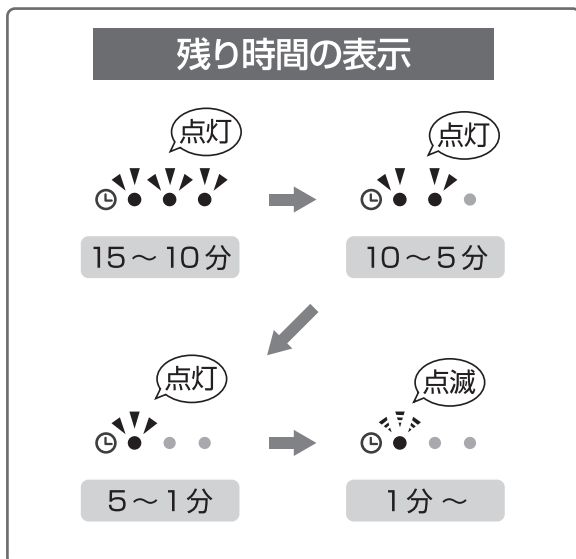 残り時間の表示
点灯
点灯
15～10分
10～5分
点灯
点滅
5～1分
1分～